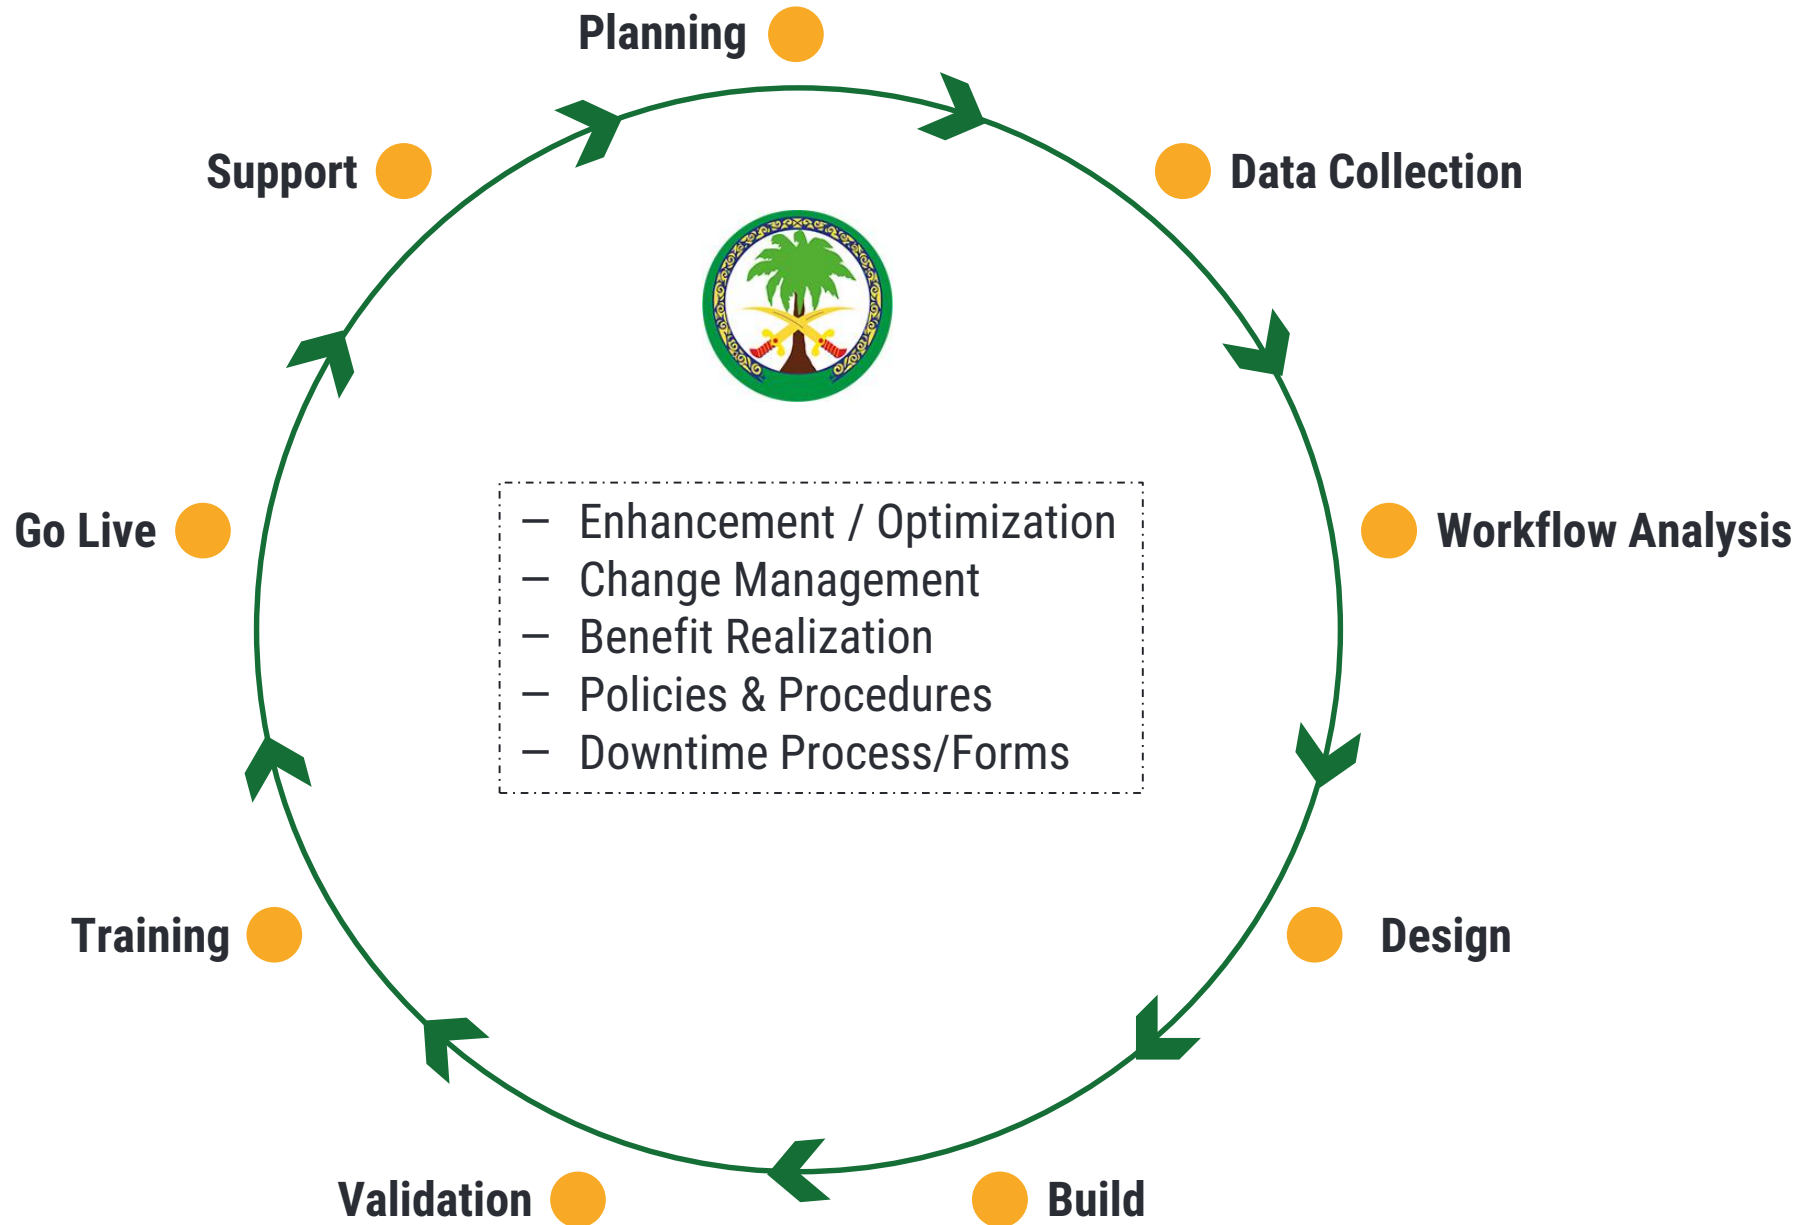 Planning
Support
Data Collection
Go Live
Workflow Analysis
– Enhancement / Optimization
– Change Management
– Benefit Realization
– Policies & Procedures
– Downtime Process/Forms
Training
Design
Validation
Build